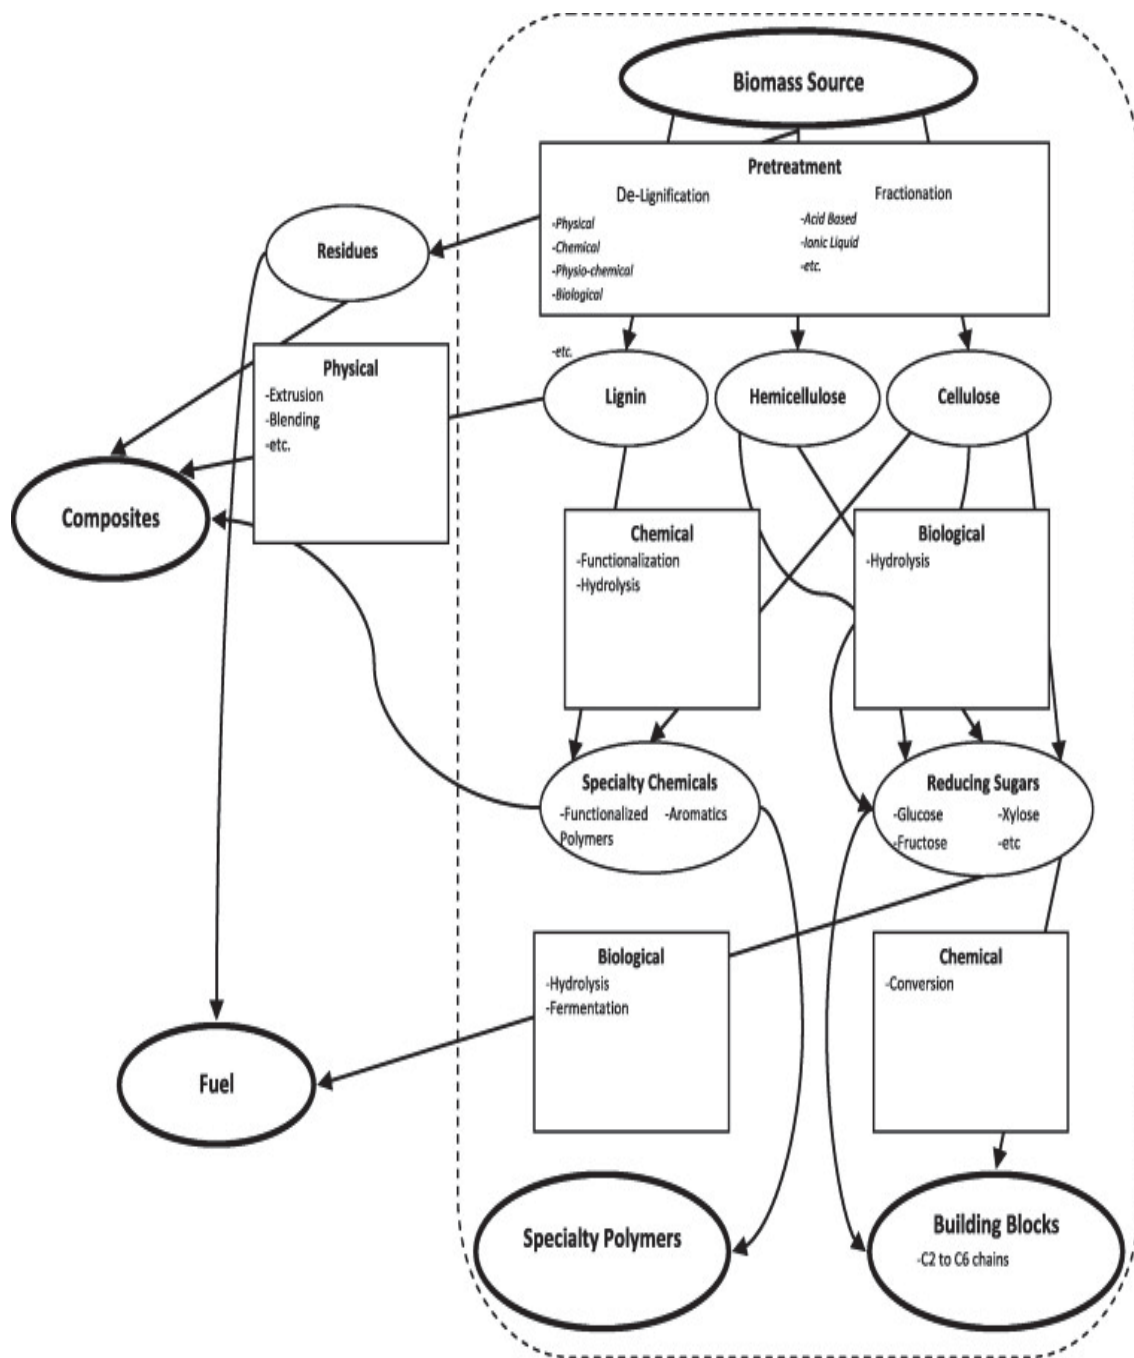 Biomass Source
Pretreatment
De-Lignification
Fractionation
-Physical
-Chemical
-Physio-chemical
-Biological
-etc.
-Acid Based
-Ionic Liquid
-etc.
Residues
Physical
-Extrusion
-Blending
-etc.
Lignin
Hemicellulose
Cellulose
Composites
Chemical
-Functionalization
-Hydrolysis
Biological
-Hydrolysis
Specialty Chemicals
-Functionalized Polymers
-Aromatics
Reducing Sugars
-Glucose
-Xylose
-Fructose
-etc
Biological
-Hydrolysis
-Fermentation
Chemical
-Conversion
Fuel
Specialty Polymers
Building Blocks
-C2 to C6 chains